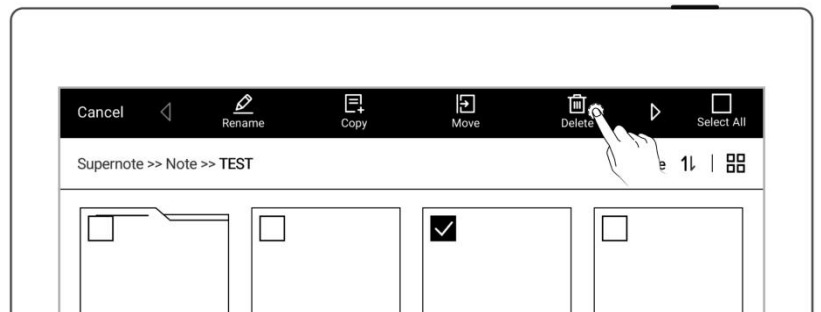 Cancel
Rename
Copy
Move
Delete
Select All
Supernote >> Note >> TEST